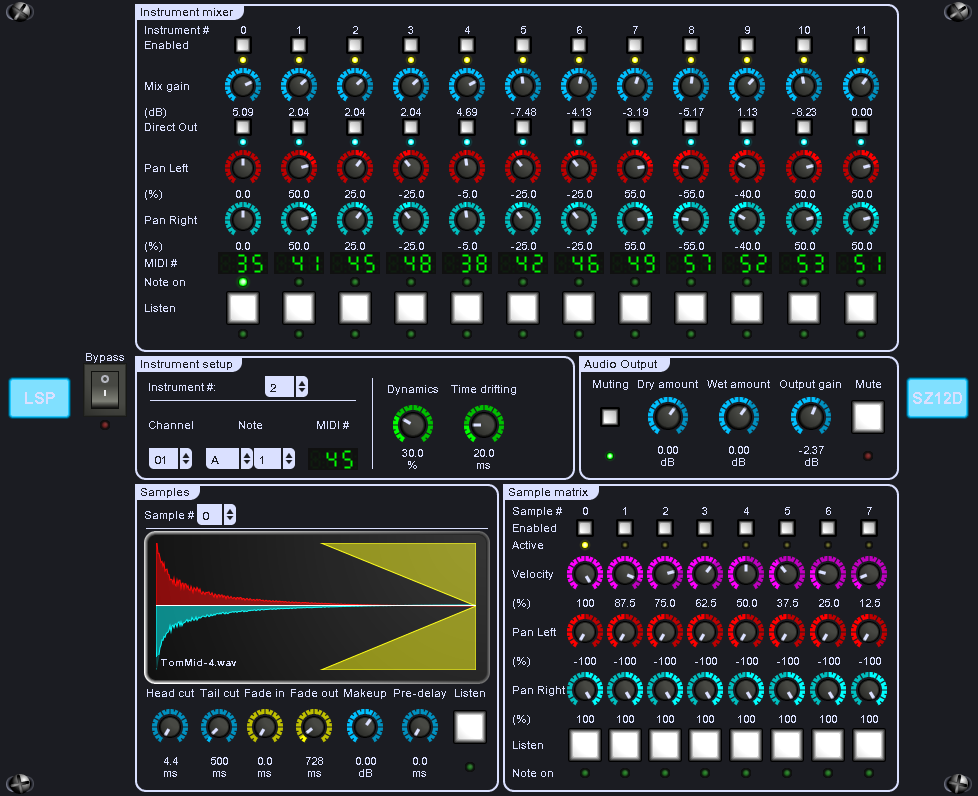 Instrument mixer
Instrument # 0 1 2 3 4 5 6 7 8 9 10 11
Enabled
Mix gain
(dB) 5.09 2.04 2.04 2.04 4.69 -7.48 -4.13 -3.19 -5.17 1.13 -8.23 0.00
Direct Out
Pan Left
(%) 0.0 50.0 25.0 -25.0 -5.0 -25.0 -25.0 55.0 -55.0 -40.0 50.0 50.0
Pan Right
(%) 0.0 50.0 25.0 -25.0 -5.0 -25.0 -25.0 55.0 -55.0 -40.0 50.0 50.0
MIDI # 35 41 45 48 38 42 46 49 57 52 53 51
Note on
Listen
Bypass
LSP
SZ12D
Instrument setup
Instrument #: 2
Channel Note MIDI #
01 A 1 45
Dynamics Time drifting
30.0 20.0
% ms
Audio Output
Muting Dry amount Wet amount Output gain Mute
0.00 0.00 -2.37
dB dB dB
Samples
Sample # 0
TomMid-4.wav
Head cut Tail cut Fade in Fade out Makeup Pre-delay Listen
4.4 500 0.0 728 0.00 0.0
ms ms ms ms dB ms
Sample matrix
Sample # 0 1 2 3 4 5 6 7
Enabled
Active
Velocity
(%) 100 87.5 75.0 62.5 50.0 37.5 25.0 12.5
Pan Left
(%) -100 -100 -100 -100 -100 -100 -100 -100
Pan Right
(%) 100 100 100 100 100 100 100 100
Listen
Note on